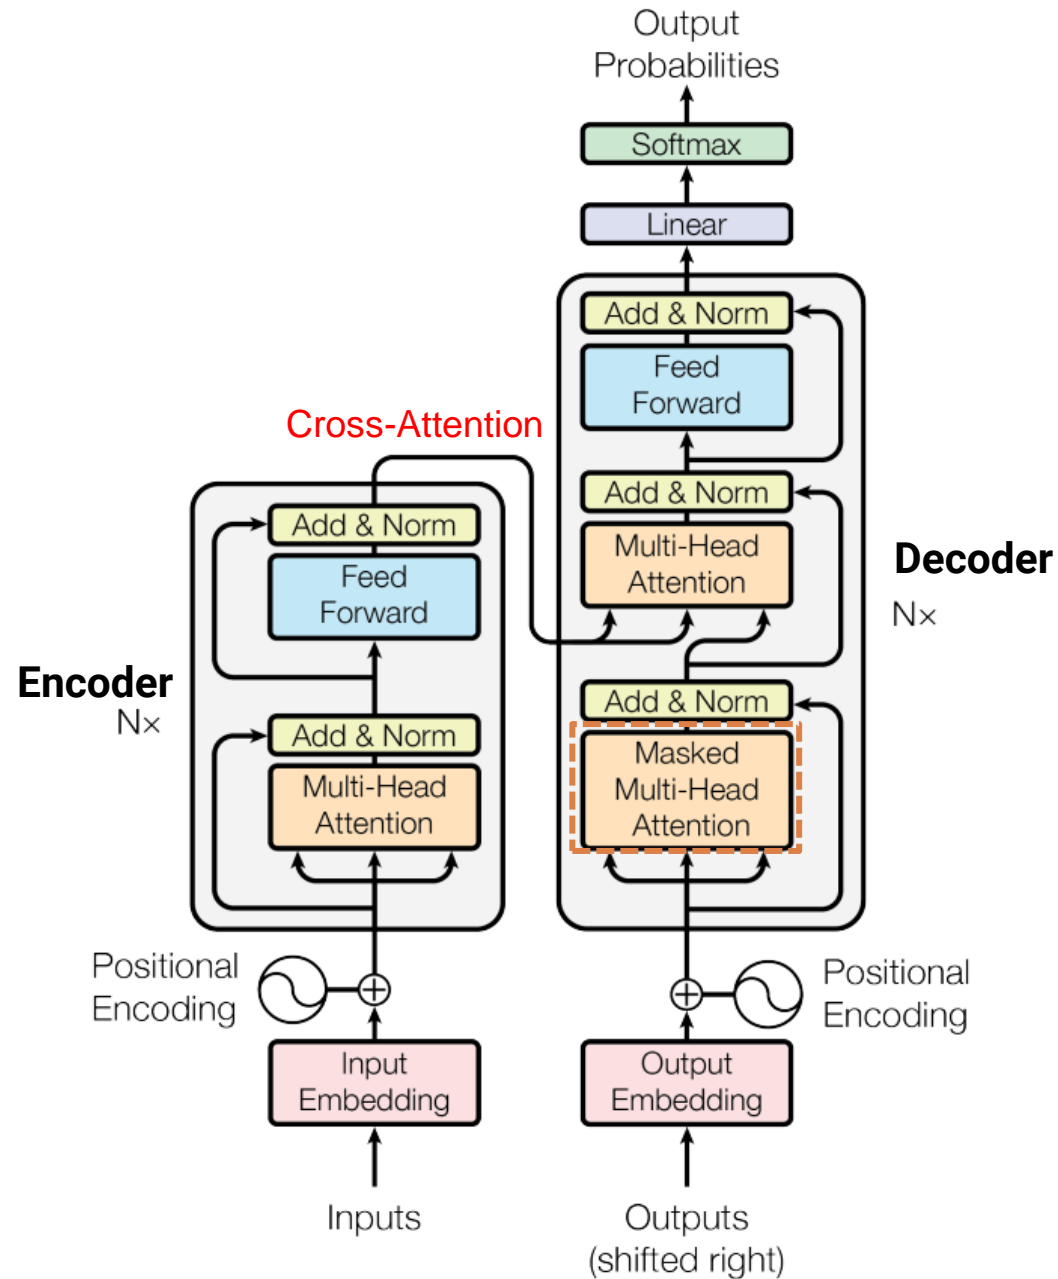 Output
Probabilities
Softmax
Linear
Add & Norm
Feed
Forward
Cross-Attention
Add & Norm
Multi-Head
Attention
Decoder
N×
Add & Norm
Masked
Multi-Head
Attention
Add & Norm
Feed
Forward
Encoder
N×
Add & Norm
Multi-Head
Attention
Positional
Encoding
Positional
Encoding
Input
Embedding
Output
Embedding
Inputs
Outputs
(shifted right)